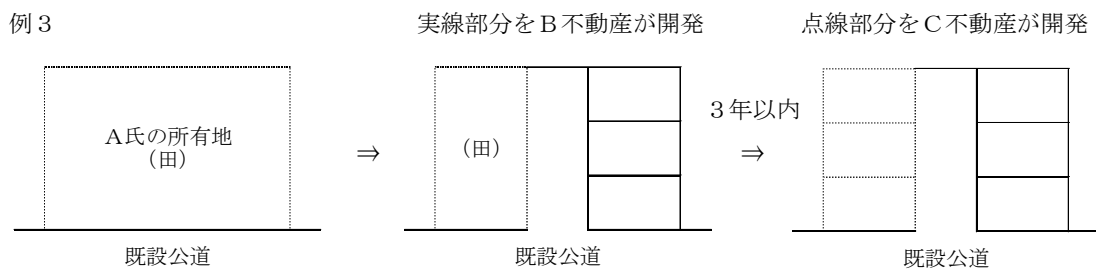 例３
実線部分をＢ不動産が開発
点線部分をＣ不動産が開発
A氏の所有地
（田）
⇒
（田）
３年以内
⇒
既設公道
既設公道
既設公道